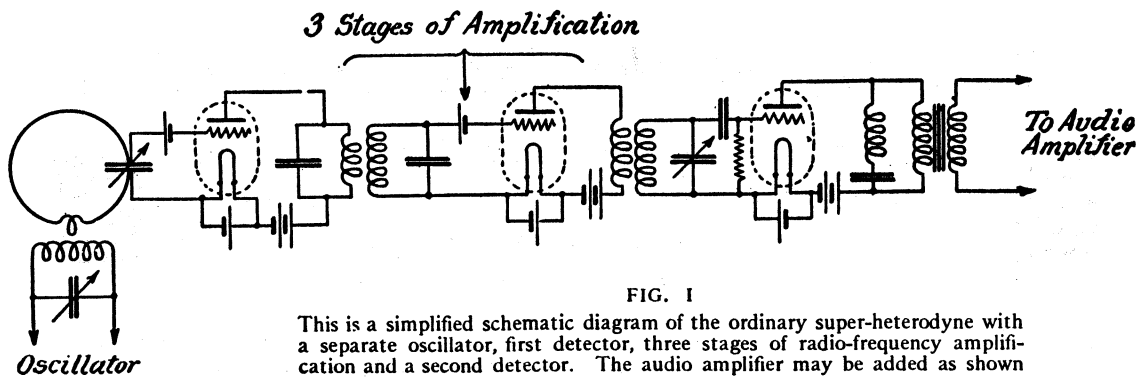 3 Stages of Amplification
To Audio
Amplifier
Oscillator
FIG. I
This is a simplified schematic diagram of the ordinary super-heterodyne with
a separate oscillator, first detector, three stages of radio-frequency amplifi-
cation and a second detector. The audio amplifier may be added as shown